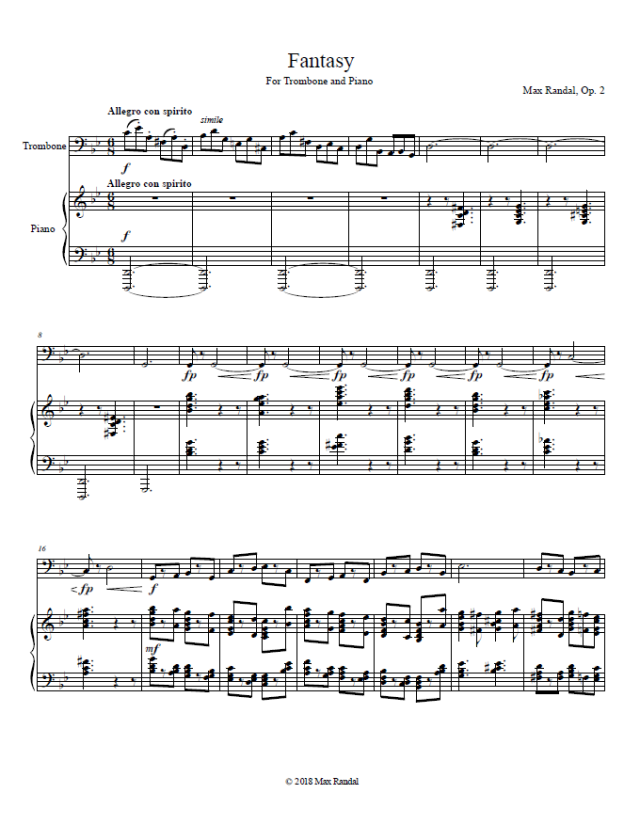 Fantasy
For Trombone and Piano
Max Randal, Op. 2
Allegro con spirito
simile
Trombone
f
Allegro con spirito
Piano
f
8
fp fp fp fp fp fp
16
fp f
mf
© 2018 Max Randal